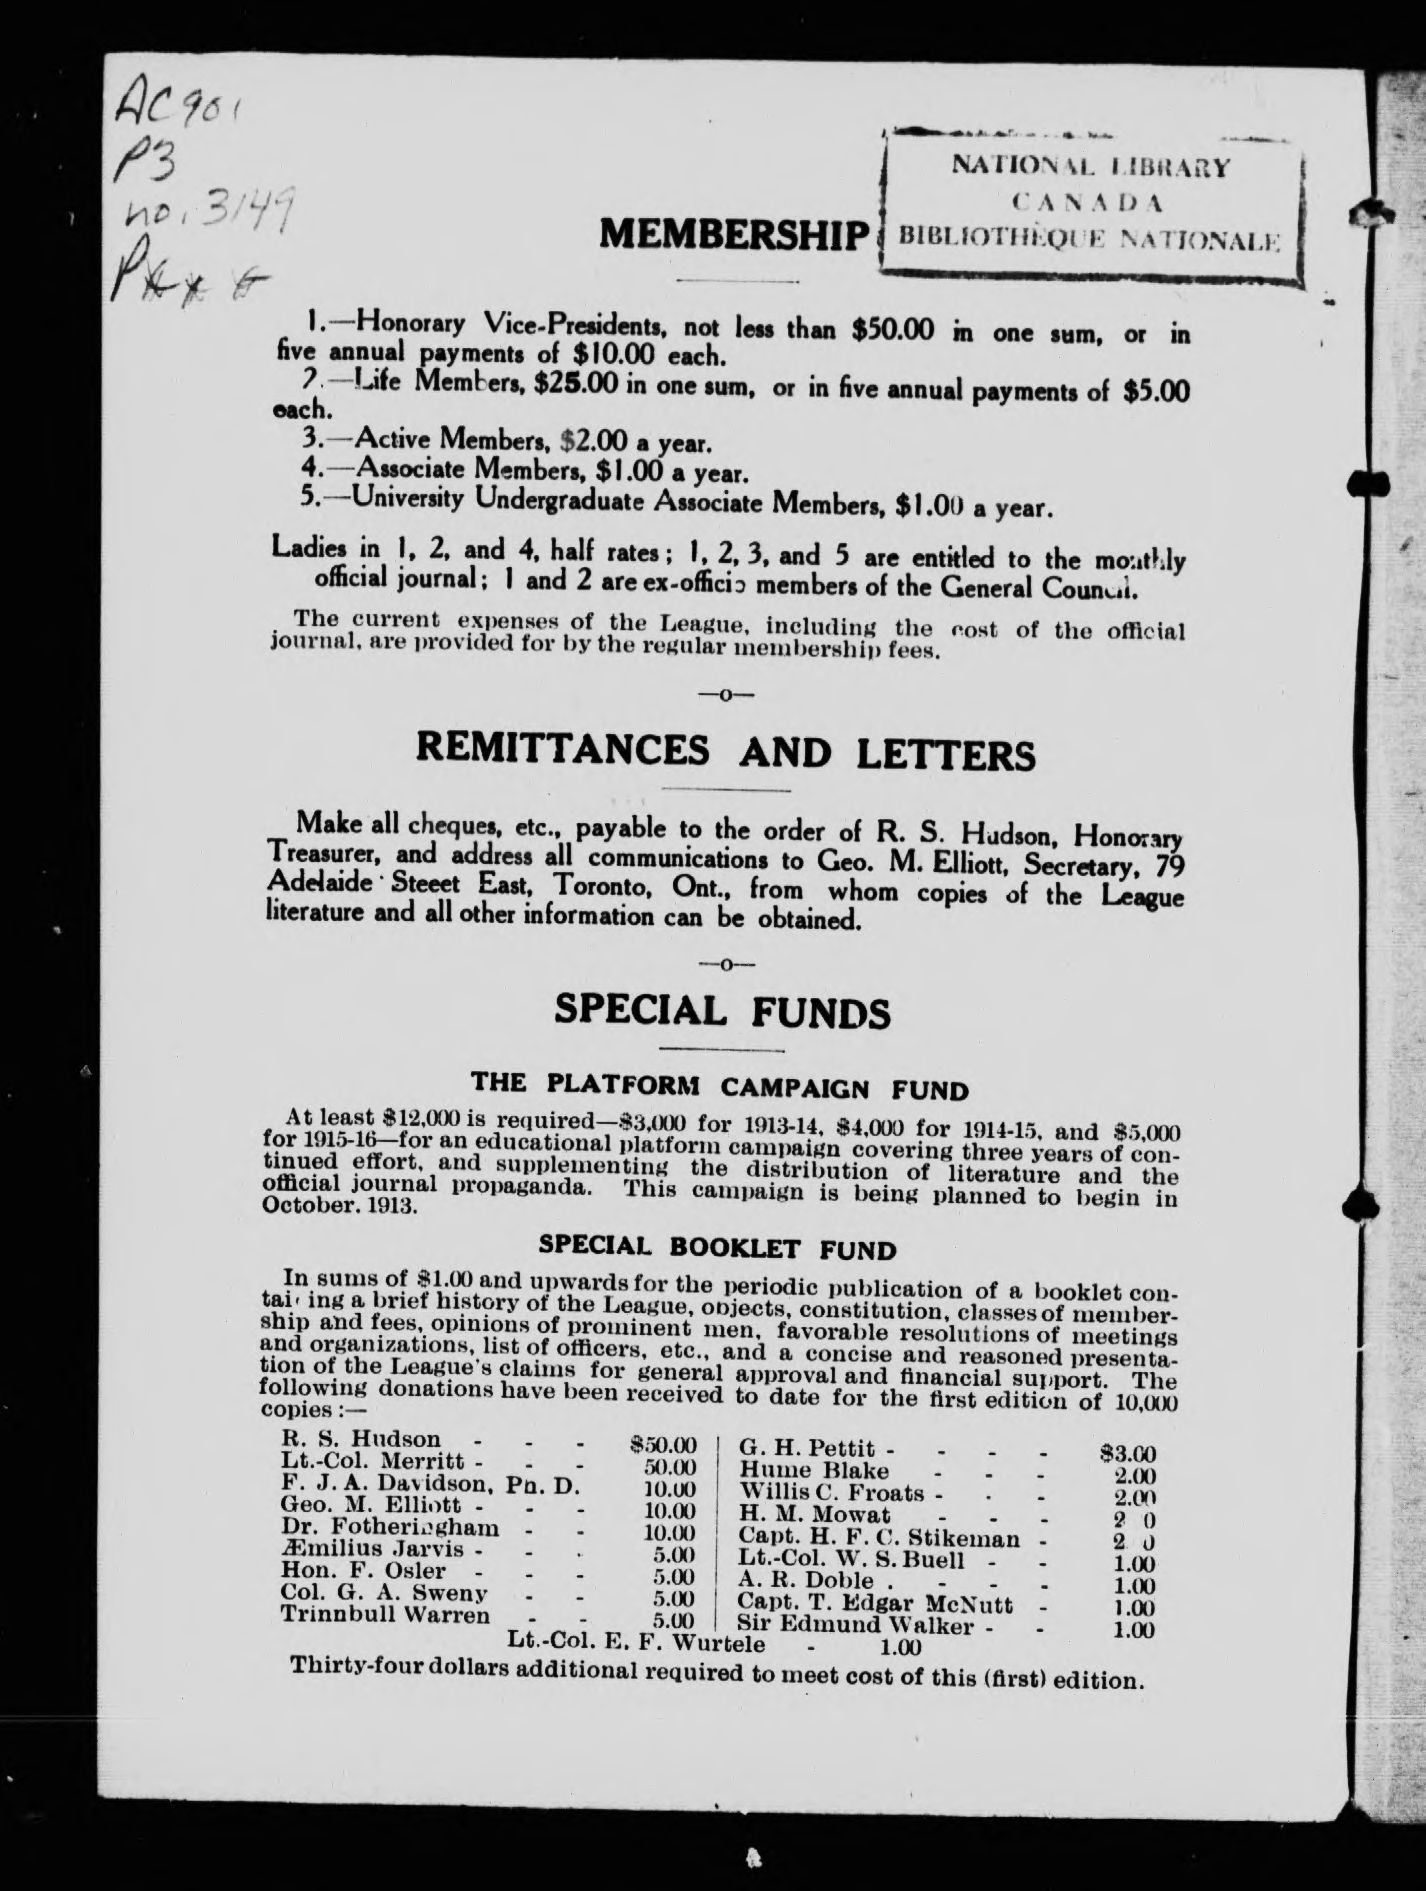 AC901
P3
no. 3149
NATIONAL LIBRARY
CANADA
BIBLIOTHÈQUE NATIONALE
MEMBERSHIP
1.—Honorary Vice-Presidents, not less than $50.00 in one sum, or in
five annual payments of $10.00 each.
2.—Life Members, $25.00 in one sum, or in five annual payments of $5.00
each.
3.—Active Members, $2.00 a year.
4.—Associate Members, $1.00 a year.
5.—University Undergraduate Associate Members, $1.00 a year.
Ladies in 1, 2, and 4, half rates; 1, 2, 3, and 5 are entitled to the monthly
official journal; 1 and 2 are ex-officio members of the General Council.
The current expenses of the League, including the cost of the official
journal, are provided for by the regular membership fees.
—o—
REMITTANCES AND LETTERS
Make all cheques, etc., payable to the order of R. S. Hudson, Honorary
Treasurer, and address all communications to Geo. M. Elliott, Secretary, 79
Adelaide Steeet East, Toronto, Ont., from whom copies of the League
literature and all other information can be obtained.
—o—
SPECIAL FUNDS
THE PLATFORM CAMPAIGN FUND
At least $12,000 is required—$3,000 for 1913-14, $4,000 for 1914-15, and $5,000
for 1915-16—for an educational platform campaign covering three years of con-
tinued effort, and supplementing the distribution of literature and the
official journal propaganda. This campaign is being planned to begin in
October. 1913.
SPECIAL BOOKLET FUND
In sums of $1.00 and upwards for the periodic publication of a booklet con-
taining a brief history of the League, objects, constitution, classes of member-
ship and fees, opinions of prominent men, favorable resolutions of meetings
and organizations, list of officers, etc., and a concise and reasoned presenta-
tion of the League's claims for general approval and financial support. The
following donations have been received to date for the first edition of 10,000
copies:—
R. S. Hudson - - - $50.00
Lt.-Col. Merritt - - - 50.00
F. J. A. Davidson, Ph. D. 10.00
Geo. M. Elliott - - - 10.00
Dr. Fotheringham - - 10.00
Æmilius Jarvis - - - 5.00
Hon. F. Osler - - - 5.00
Col. G. A. Sweny - - 5.00
Trinnbull Warren - - 5.00
G. H. Pettit - - - - $3.00
Hume Blake - - - 2.00
Willis C. Froats - - - 2.00
H. M. Mowat - - - 2 0
Capt. H. F. C. Stikeman - 2 0
Lt.-Col. W. S. Buell - - 1.00
A. R. Doble . - - - 1.00
Capt. T. Edgar McNutt - 1.00
Sir Edmund Walker - - 1.00
Lt.-Col. E. F. Wurtele - 1.00
Thirty-four dollars additional required to meet cost of this (first) edition.